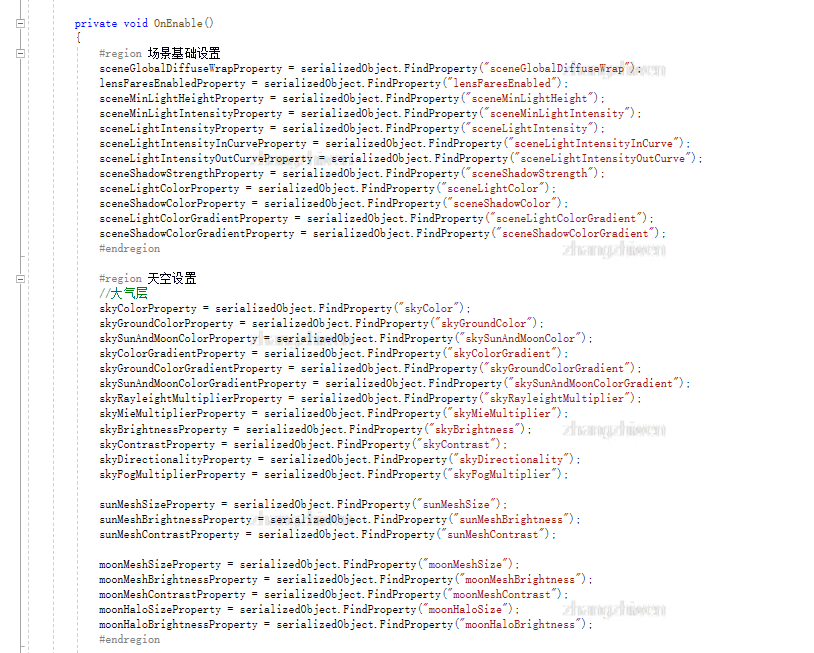 private void OnEnable()
{
#region 场景基础设置
sceneGlobalDiffuseWrapProperty = serializedObject.FindProperty("sceneGlobalDiffuseWrap");
lensFaresEnabledProperty = serializedObject.FindProperty("lensFaresEnabled");
sceneMinLightHeightProperty = serializedObject.FindProperty("sceneMinLightHeight");
sceneMinLightIntensityProperty = serializedObject.FindProperty("sceneMinLightIntensity");
sceneLightIntensityProperty = serializedObject.FindProperty("sceneLightIntensity");
sceneLightIntensityInCurveProperty = serializedObject.FindProperty("sceneLightIntensityInCurve");
sceneLightIntensityOutCurveProperty = serializedObject.FindProperty("sceneLightIntensityOutCurve");
sceneShadowStrengthProperty = serializedObject.FindProperty("sceneShadowStrength");
sceneLightColorProperty = serializedObject.FindProperty("sceneLightColor");
sceneShadowColorProperty = serializedObject.FindProperty("sceneShadowColor");
sceneLightColorGradientProperty = serializedObject.FindProperty("sceneLightColorGradient");
sceneShadowColorGradientProperty = serializedObject.FindProperty("sceneShadowColorGradient");
#endregion
zhangzhiwen
#region 天空设置
//大气层
skyColorProperty = serializedObject.FindProperty("skyColor");
skyGroundColorProperty = serializedObject.FindProperty("skyGroundColor");
skySunAndMoonColorProperty = serializedObject.FindProperty("skySunAndMoonColor");
skyColorGradientProperty = serializedObject.FindProperty("skyColorGradient");
skyGroundColorGradientProperty = serializedObject.FindProperty("skyGroundColorGradient");
skySunAndMoonColorGradientProperty = serializedObject.FindProperty("skySunAndMoonColorGradient");
skyRayleightMultiplierProperty = serializedObject.FindProperty("skyRayleightMultiplier");
skyMieMultiplierProperty = serializedObject.FindProperty("skyMieMultiplier");
skyBrightnessProperty = serializedObject.FindProperty("skyBrightness");
zhangzhiwen
skyContrastProperty = serializedObject.FindProperty("skyContrast");
skyDirectionalityProperty = serializedObject.FindProperty("skyDirectionality");
skyFogMultiplierProperty = serializedObject.FindProperty("skyFogMultiplier");
sunMeshSizeProperty = serializedObject.FindProperty("sunMeshSize");
sunMeshBrightnessProperty = serializedObject.FindProperty("sunMeshBrightness");
sunMeshContrastProperty = serializedObject.FindProperty("sunMeshContrast");
moonMeshSizeProperty = serializedObject.FindProperty("moonMeshSize");
moonMeshBrightnessProperty = serializedObject.FindProperty("moonMeshBrightness");
moonMeshContrastProperty = serializedObject.FindProperty("moonMeshContrast");
moonHaloSizeProperty = serializedObject.FindProperty("moonHaloSize");
zhangzhiwen
moonHaloBrightnessProperty = serializedObject.FindProperty("moonHaloBrightness");
#endregion